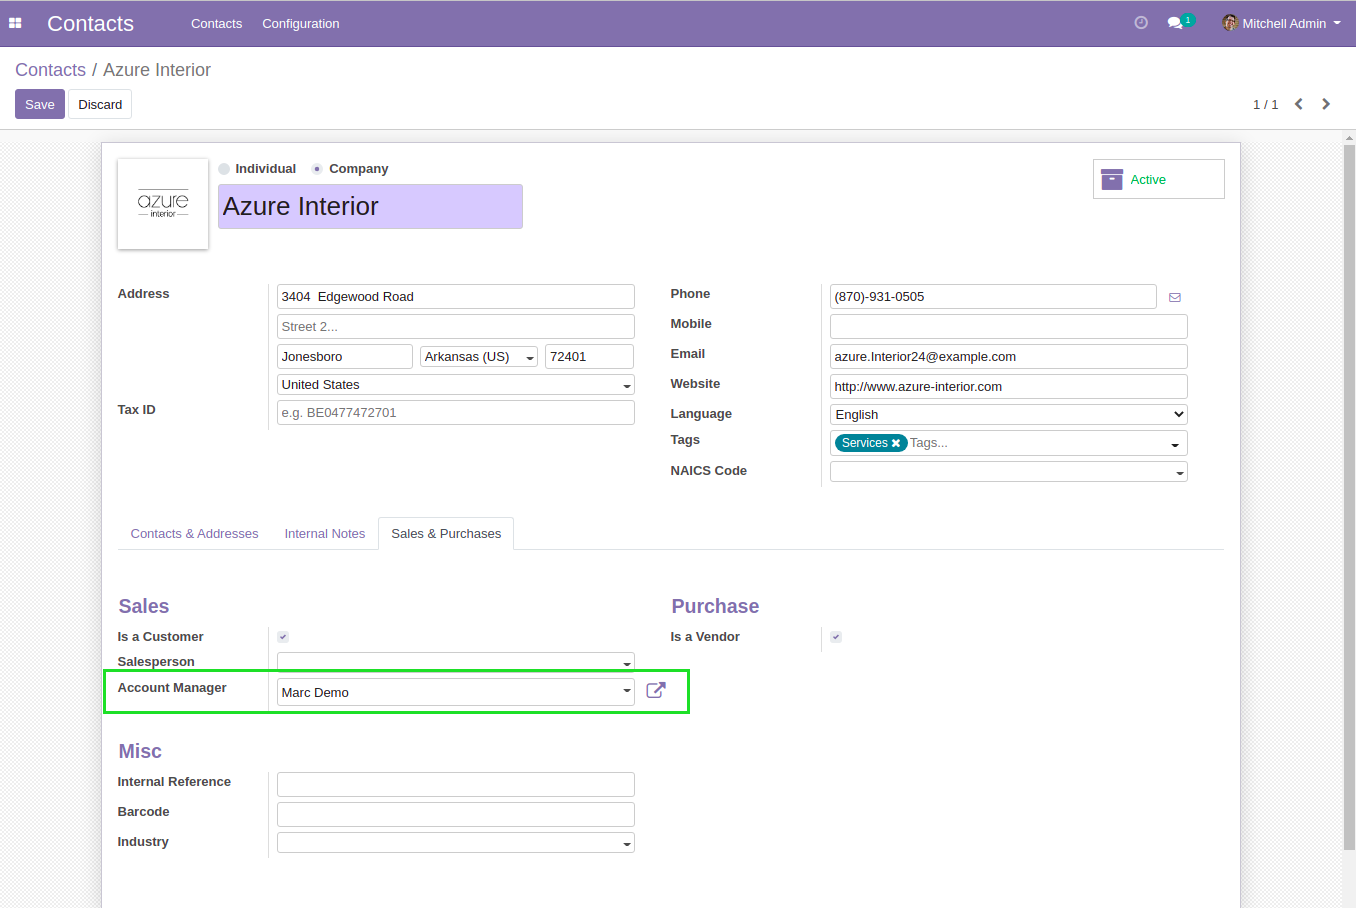 Contacts Contacts Configuration 1 Mitchell Admin
Contacts / Azure Interior
Save Discard 1 / 1
azure
interior
Individual Company
Azure Interior
Active
Address 3404  Edgewood Road
Street 2...
Jonesboro Arkansas (US) 72401
United States
Tax ID e.g. BE0477472701
Phone (870)-931-0505
Mobile
Email azure.Interior24@example.com
Website http://www.azure-interior.com
Language English
Tags Services Tags...
NAICS Code
Contacts & Addresses Internal Notes Sales & Purchases
Sales
Is a Customer
Salesperson
Account Manager Marc Demo
Purchase
Is a Vendor
Misc
Internal Reference
Barcode
Industry